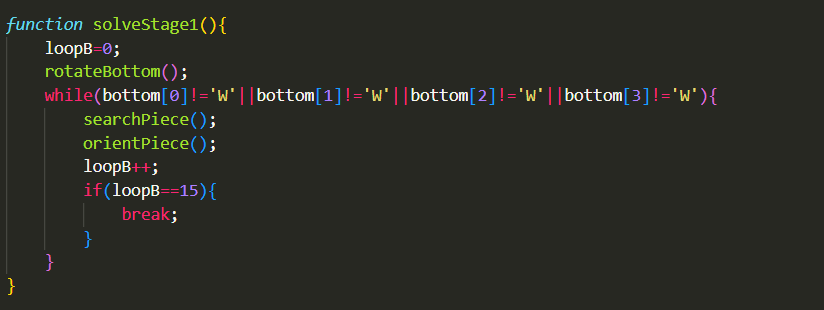 function solveStage1(){
    loopB=0;
    rotateBottom();
    while(bottom[0]!='W'||bottom[1]!='W'||bottom[2]!='W'||bottom[3]!='W'){
        searchPiece();
        orientPiece();
        loopB++;
        if(loopB==15){
            break;
        }
    }
}